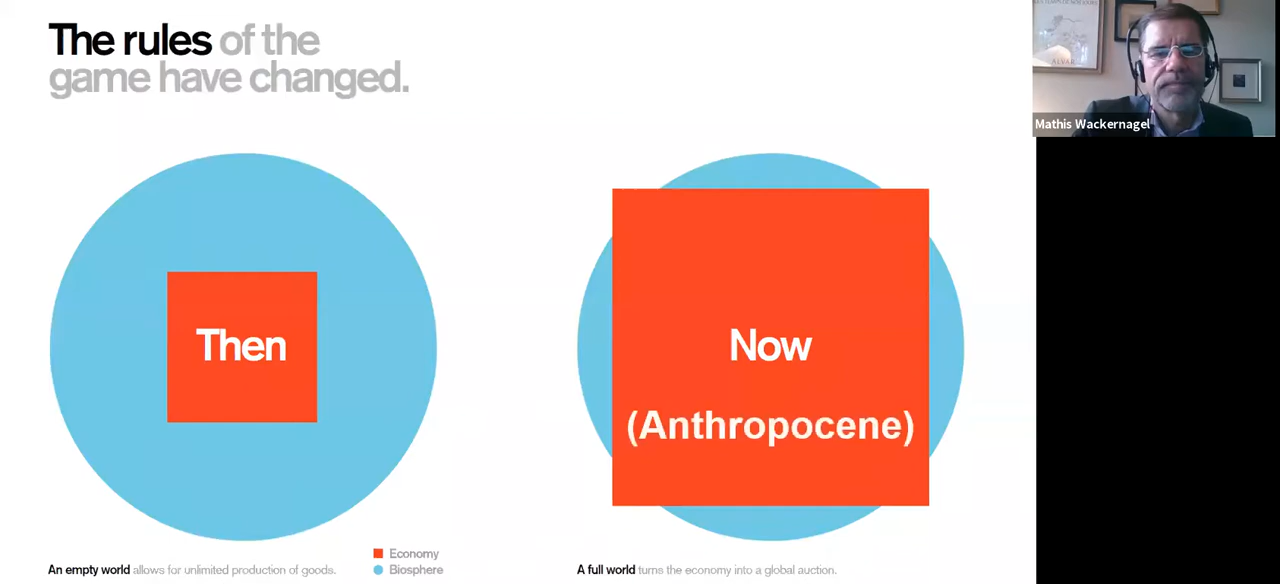 The rules of the
game have changed.
Then
Now
(Anthropocene)
Economy
Biosphere
An empty world allows for unlimited production of goods.
A full world turns the economy into a global auction.
ALVAR
Mathis Wackernagel